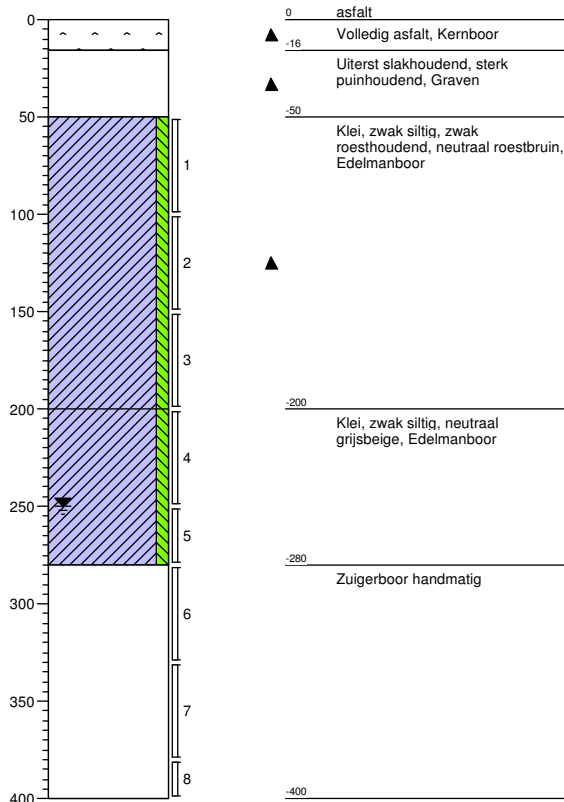 0
50
100
150
200
250
300
350
400
1
2
3
4
5
6
7
8
0
asfalt
Volledig asfalt, Kernboor
-16
Uiterst slakhoudend, sterk
puinhoudend, Graven
-50
Klei, zwak siltig, zwak
roesthoudend, neutraal roestbruin,
Edelmanboor
-200
Klei, zwak siltig, neutraal
grijsbeige, Edelmanboor
-280
Zuigerboor handmatig
-400